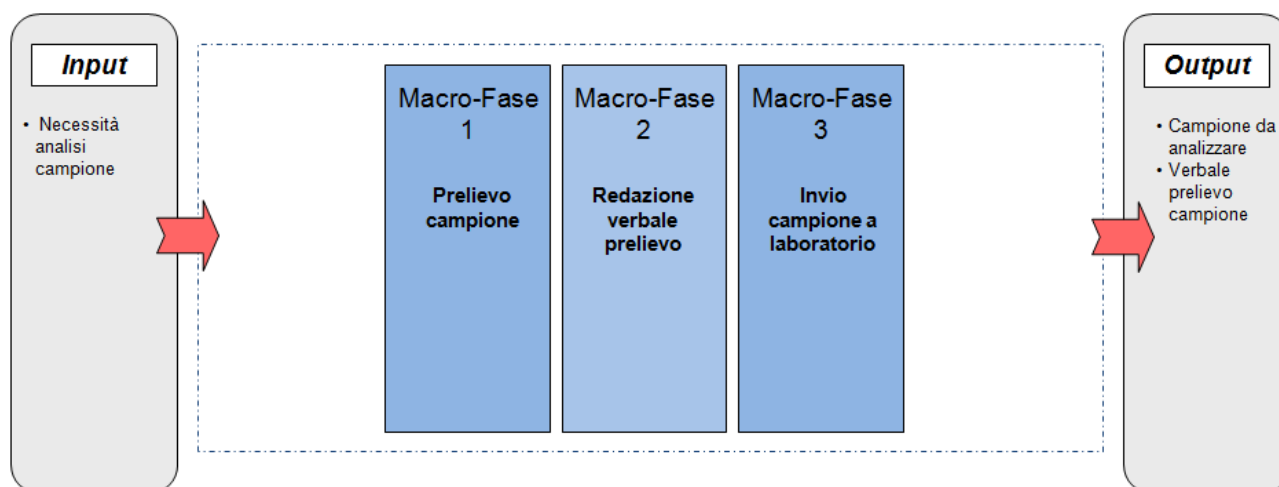 Input
• Necessità
analisi
campione
Macro-Fase
1
Prelievo
campione
Macro-Fase
2
Redazione
verbale
prelievo
Macro-Fase
3
Invio
campione a
laboratorio
Output
• Campione da
analizzare
• Verbale
prelievo
campione